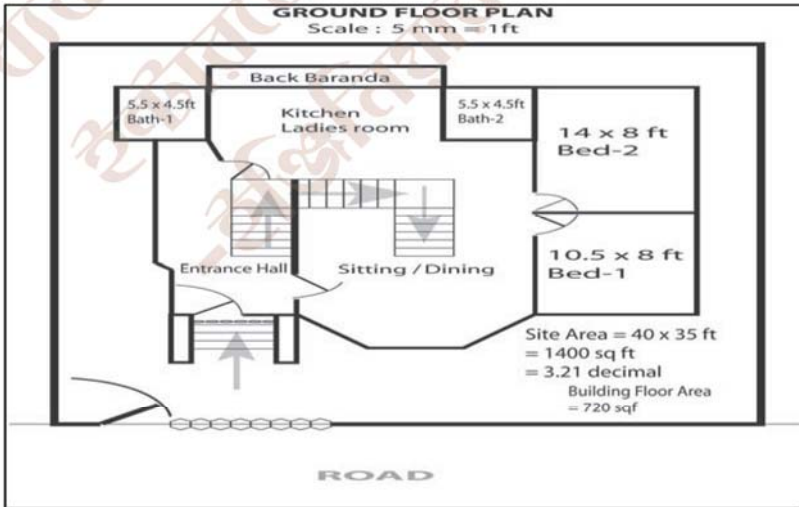 GROUND FLOOR PLAN
Scale : 5 mm = 1ft
Back Baranda
5.5 x 4.5ft
Bath-1
Kitchen
Ladies room
5.5 x 4.5ft
Bath-2
14 x 8 ft
Bed-2
10.5 x 8 ft
Bed-1
Entrance Hall
Sitting / Dining
Site Area = 40 x 35 ft
= 1400 sq ft
= 3.21 decimal
Building Floor Area
= 720 sqf
ROAD